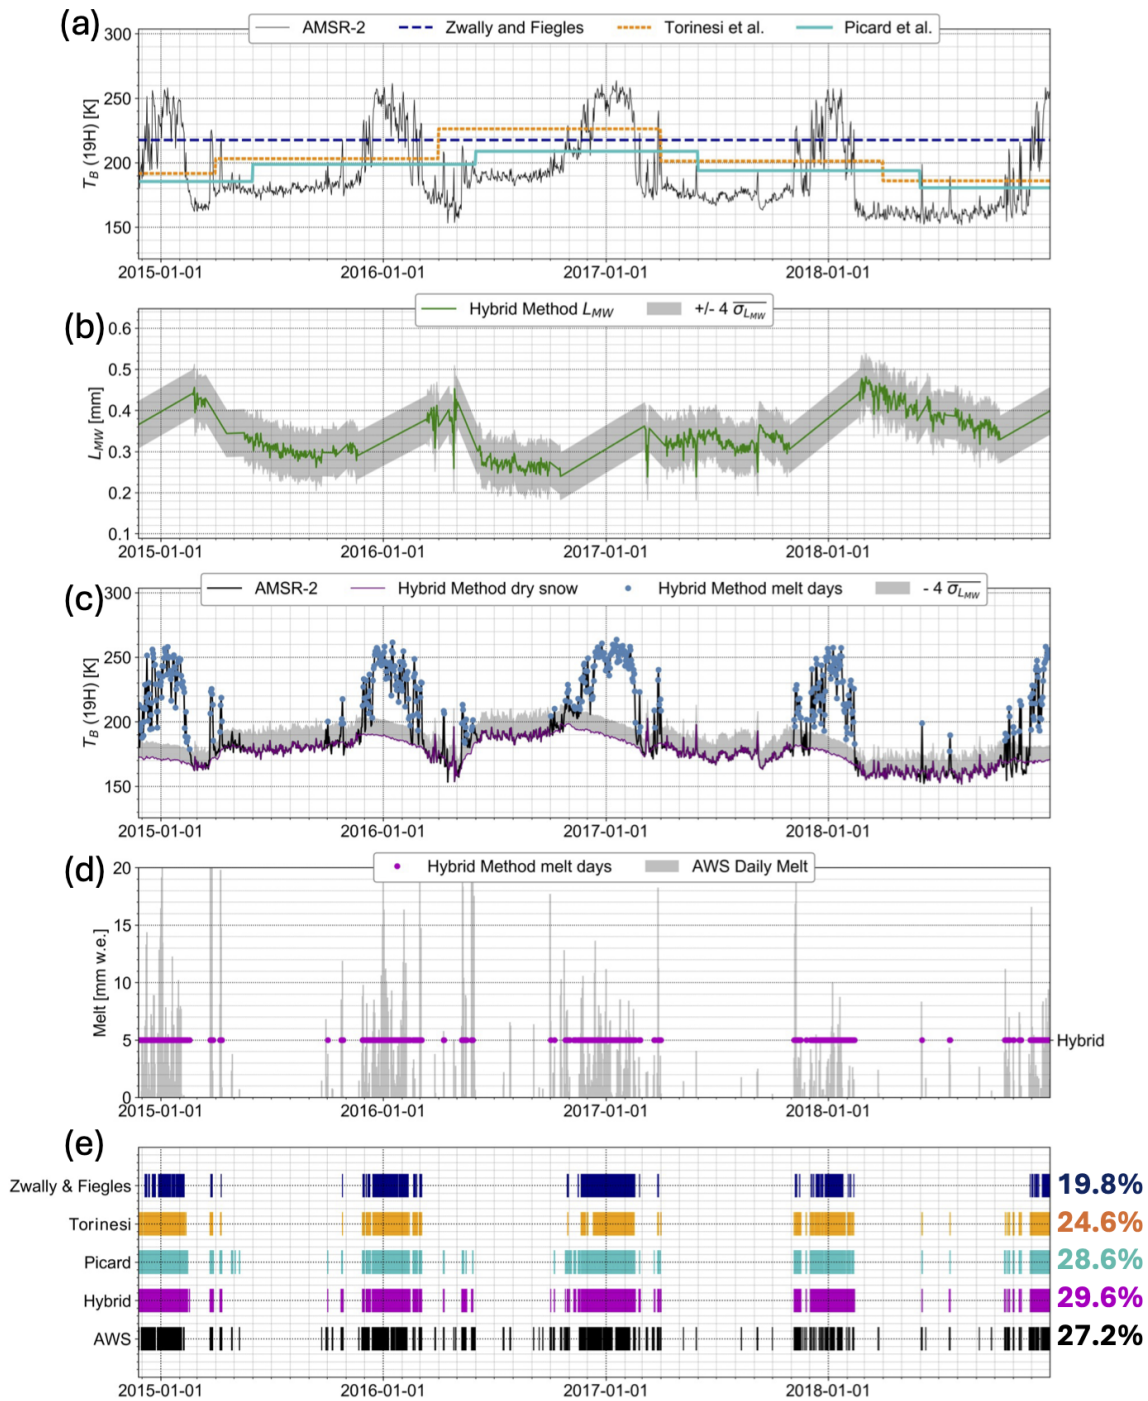 (a)
AMSR-2 Zwally and Fiegles Torinesi et al. Picard et al.
300
250
200
150
T_B (19H) [K]
2015-01-01 2016-01-01 2017-01-01 2018-01-01
(b)
Hybrid Method L_MW +/- 4 σ_L_MW
0.6
0.5
0.4
0.3
0.2
0.1
L_MW [mm]
2015-01-01 2016-01-01 2017-01-01 2018-01-01
(c)
AMSR-2 Hybrid Method dry snow Hybrid Method melt days - 4 σ_L_MW
300
250
200
150
T_B (19H) [K]
2015-01-01 2016-01-01 2017-01-01 2018-01-01
(d)
Hybrid Method melt days AWS Daily Melt
20
15
10
5 Hybrid
0
Melt [mm w.e.]
2015-01-01 2016-01-01 2017-01-01 2018-01-01
(e)
Zwally & Fiegles 19.8%
Torinesi 24.6%
Picard 28.6%
Hybrid 29.6%
AWS 27.2%
2015-01-01 2016-01-01 2017-01-01 2018-01-01